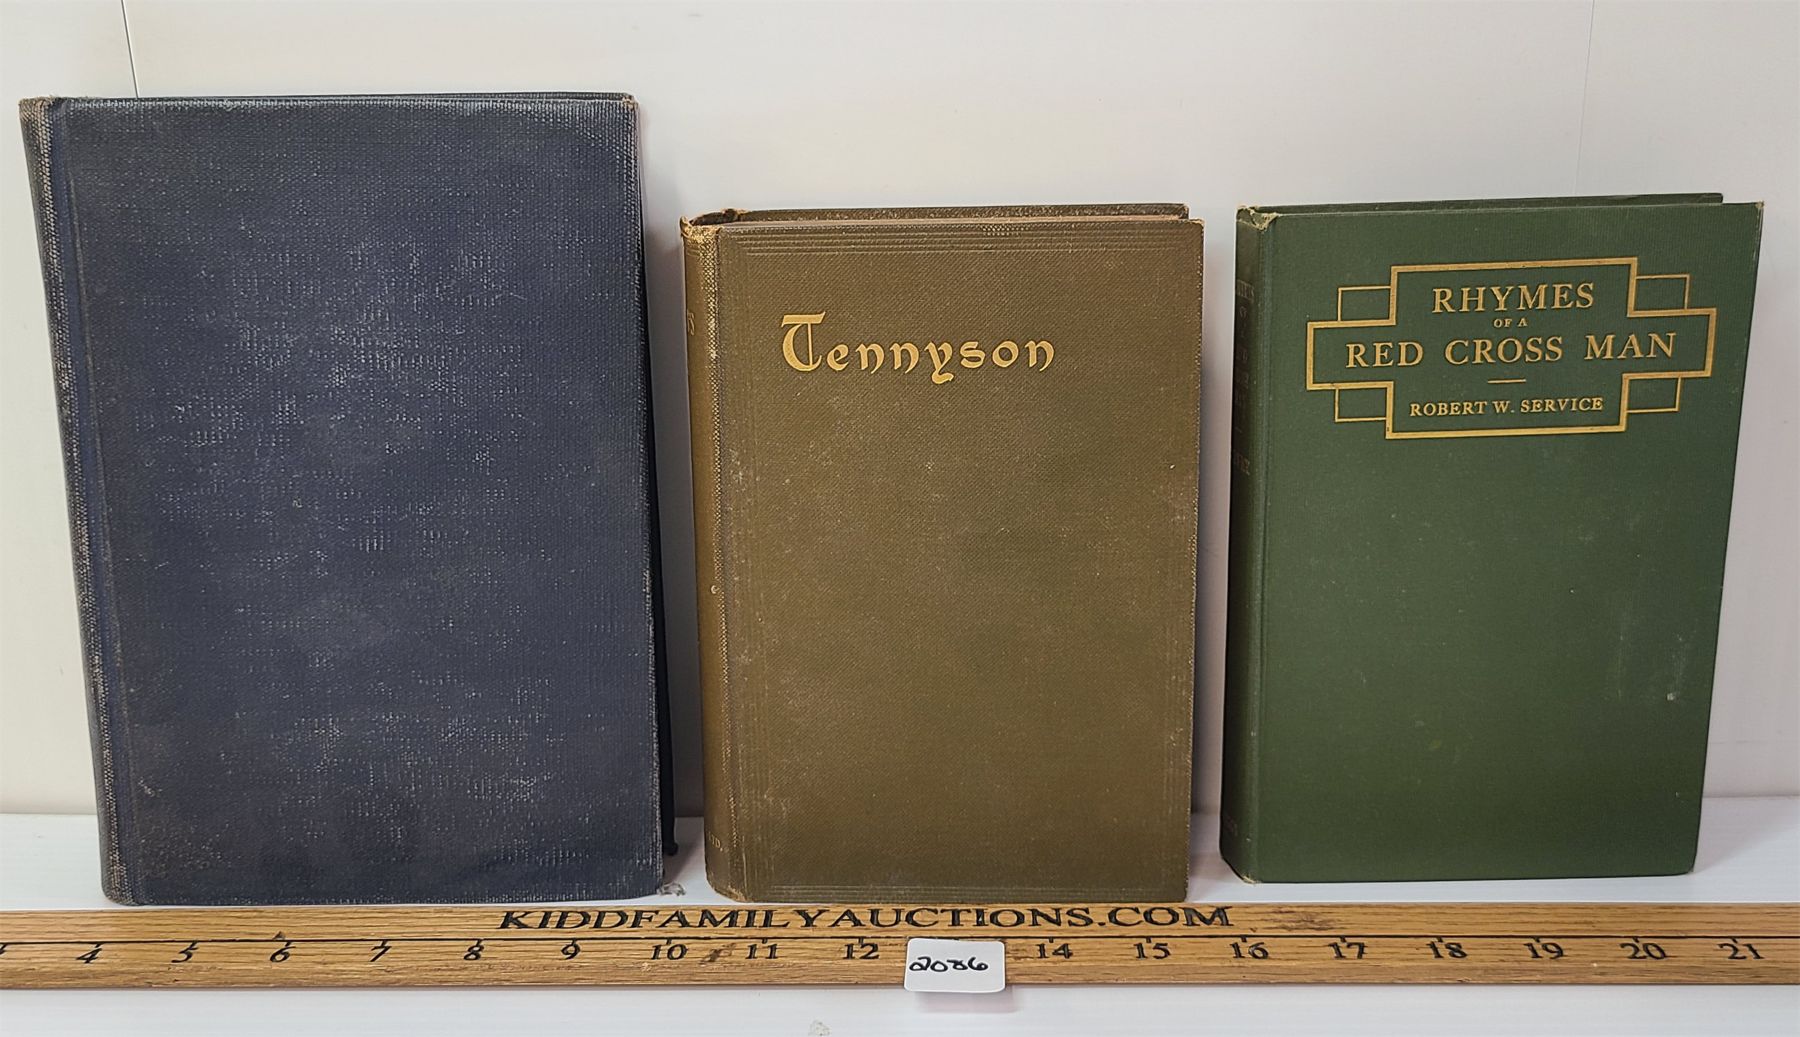 Tennyson
RHYMES
OF A
RED CROSS MAN
ROBERT W. SERVICE
KIDDFAMILYAUCTIONS.COM
4 5 6 7 8 9 10 11 12 14 15 16 17 18 19 20 21
2086